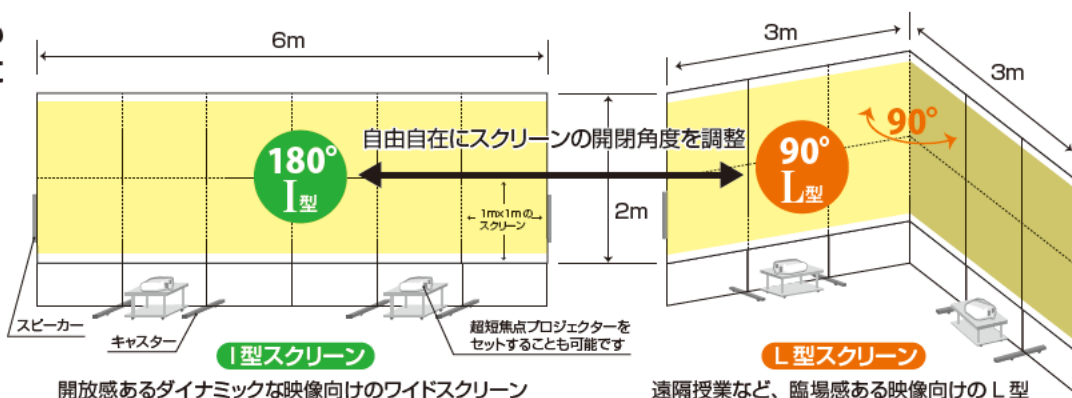 6m
3m
3m
自由自在にスクリーンの開閉角度を調整
180°
I型
90°
L型
90°
1m×1mの
スクリーン
2m
スピーカー
キャスター
超短焦点プロジェクターを
セットすることも可能です
I型スクリーン
L型スクリーン
開放感あるダイナミックな映像向けのワイドスクリーン
遠隔授業など、臨場感ある映像向けのL型